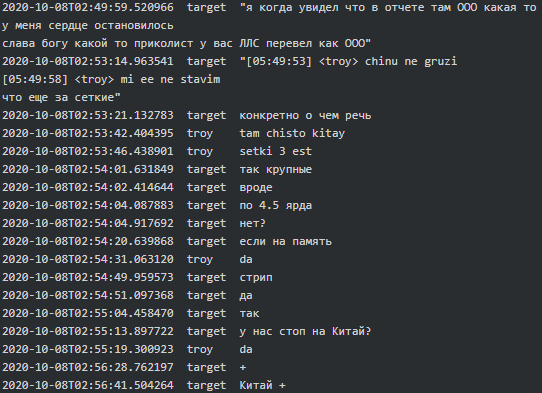 2020-10-08T02:49:59.520966 target "я когда увидел что в отчете там ООО какая то
у меня сердце остановилось
слава богу какой то приколист у вас ЛЛС перевел как ООО"
2020-10-08T02:53:14.963541 target "[05:49:53] <troy> chinu ne gruzi
[05:49:58] <troy> mi ee ne stavim
что еще за сеткие"
2020-10-08T02:53:21.132783 target конкретно о чем речь
2020-10-08T02:53:42.404395 troy tam chisto kitay
2020-10-08T02:53:46.438901 troy setki 3 est
2020-10-08T02:54:01.631849 target так крупные
2020-10-08T02:54:02.414644 target вроде
2020-10-08T02:54:04.087883 target по 4.5 ярда
2020-10-08T02:54:04.917692 target нет?
2020-10-08T02:54:20.639868 target если на память
2020-10-08T02:54:31.063120 troy da
2020-10-08T02:54:49.959573 target стрип
2020-10-08T02:54:51.097368 target да
2020-10-08T02:55:04.458470 target так
2020-10-08T02:55:13.897722 target у нас стоп на Китай?
2020-10-08T02:55:19.300923 troy da
2020-10-08T02:56:28.762197 target +
2020-10-08T02:56:41.504264 target Китай +